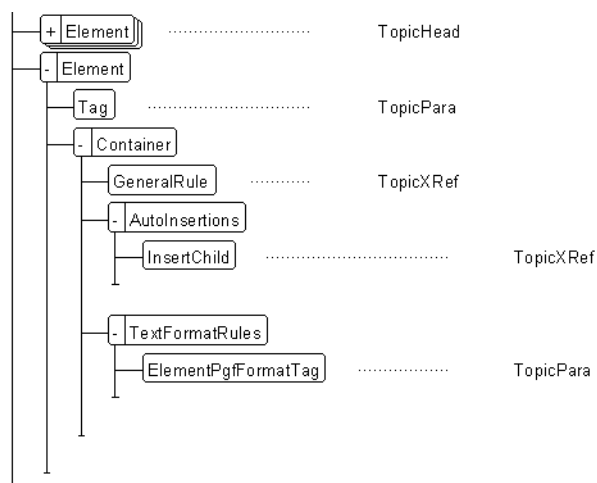 + Element ..................... TopicHead
- Element
Tag .................... TopicPara
- Container
GeneralRule ........... TopicXRef
- AutoInsertions
InsertChild ....................... TopicXRef
- TextFormatRules
ElementPgfFormatTag ................. TopicPara